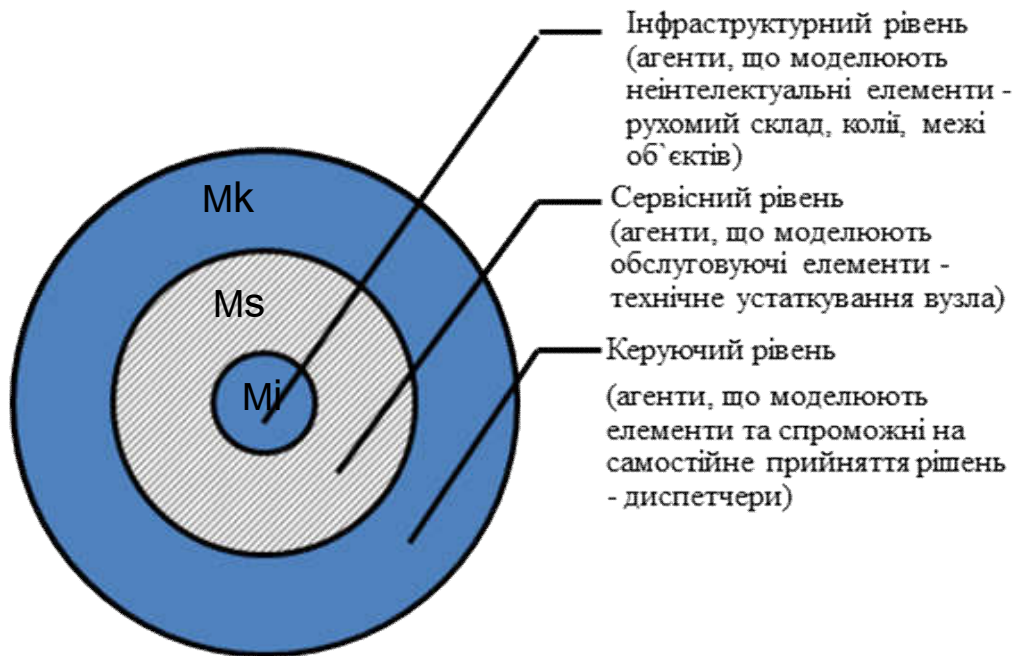 Mk
Ms
Mi
Інфраструктурний рівень
(агенти, що моделюють
неінтелектуальні елементи -
рухомий склад, колії, межі
об`єктів)
Сервісний рівень
(агенти, що моделюють
обслуговуючі елементи -
технічне устаткування вузла)
Керуючий рівень
(агенти, що моделюють
елементи та спроможні на
самостійне прийняття рішень
- диспетчери)